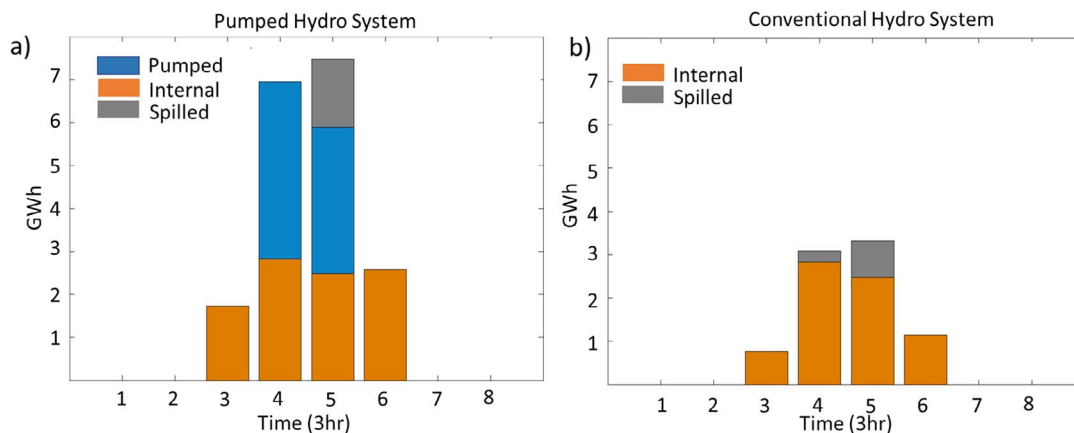 Pumped Hydro System
a)
Pumped
Internal
Spilled
7
6
5
4
3
2
1
GWh
1 2 3 4 5 6 7 8
Time (3hr)
Conventional Hydro System
b)
Internal
Spilled
7
6
5
4
3
2
1
GWh
1 2 3 4 5 6 7 8
Time (3hr)